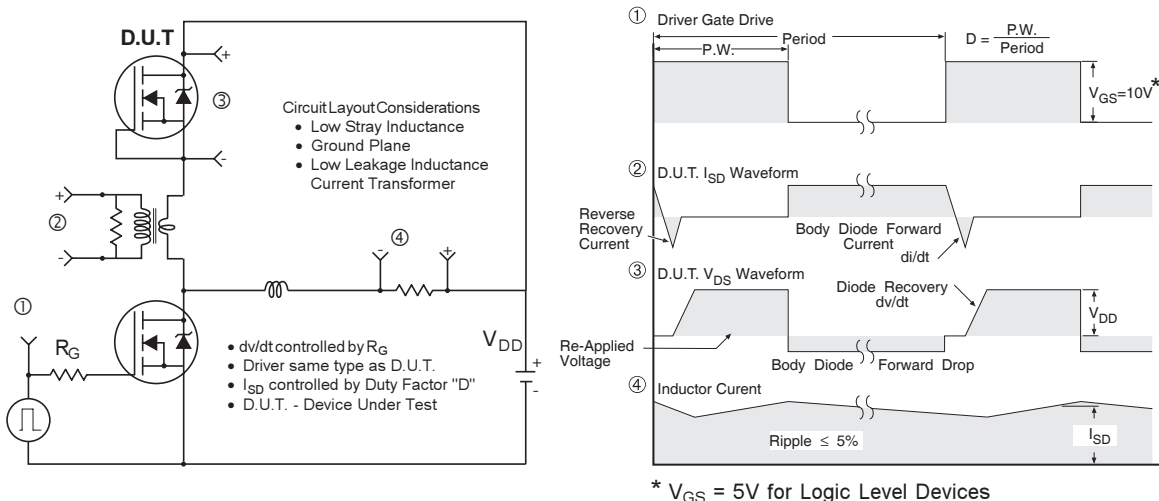 D.U.T
+
③
-
Circuit Layout Considerations
• Low Stray Inductance
• Ground Plane
• Low Leakage Inductance
Current Transformer
+
②
-
④
-
+
①
R_G
V_DD
+
-
• dv/dt controlled by R_G
• Driver same type as D.U.T.
• I_SD controlled by Duty Factor "D"
• D.U.T. - Device Under Test
① Driver Gate Drive
Period
P.W.
D = P.W. / Period
V_GS=10V *
② D.U.T. I_SD Waveform
Reverse
Recovery
Current
Body Diode Forward
Current
di/dt
③ D.U.T. V_DS Waveform
Diode Recovery
dv/dt
V_DD
Re-Applied
Voltage
Body Diode Forward Drop
④ Inductor Curent
Ripple ≤ 5%
I_SD
* V_GS = 5V for Logic Level Devices